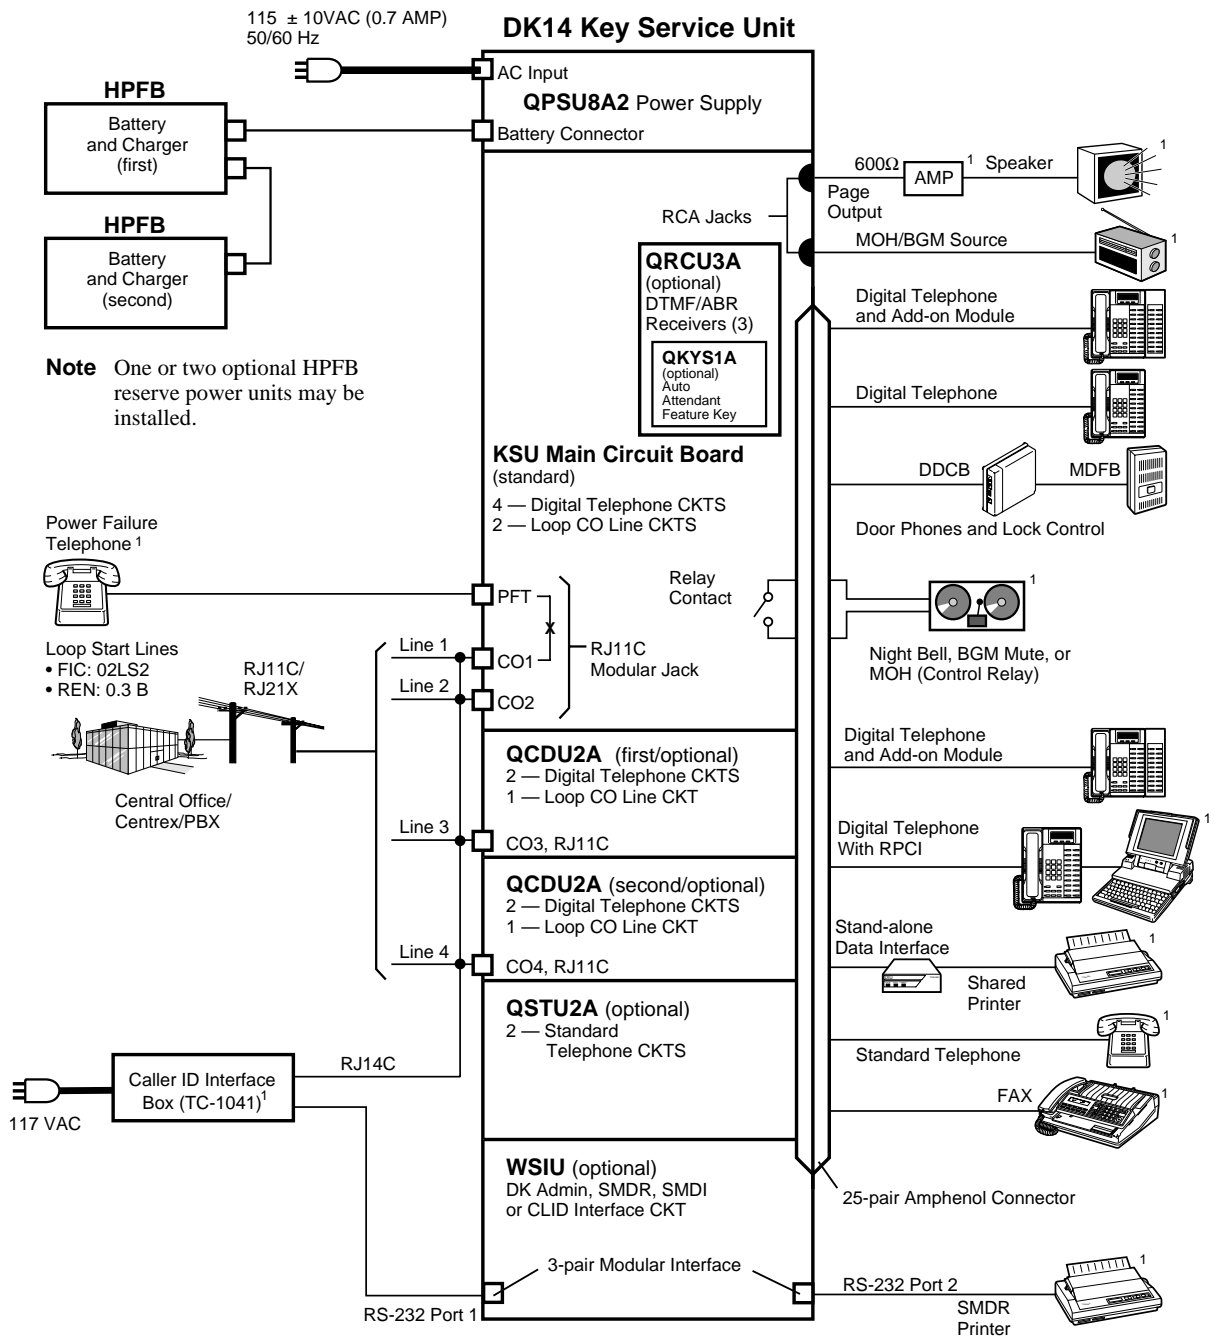 115 ± 10VAC (0.7 AMP)
50/60 Hz
DK14 Key Service Unit
AC Input
QPSU8A2 Power Supply
Battery Connector
HPFB
Battery
and Charger
(first)
HPFB
Battery
and Charger
(second)
Note One or two optional HPFB
reserve power units may be
installed.
RCA Jacks
600Ω
AMP
1
Speaker
1
Page
Output
MOH/BGM Source
1
QRCU3A
(optional)
DTMF/ABR
Receivers (3)
QKYS1A
(optional)
Auto
Attendant
Feature Key
Digital Telephone
and Add-on Module
Digital Telephone
KSU Main Circuit Board
(standard)
4 — Digital Telephone CKTS
2 — Loop CO Line CKTS
DDCB
MDFB
Door Phones and Lock Control
Power Failure
Telephone 1
PFT
X
CO1
CO2
RJ11C
Modular Jack
Relay
Contact
1
Night Bell, BGM Mute, or
MOH (Control Relay)
Loop Start Lines
• FIC: 02LS2
• REN: 0.3 B
RJ11C/
RJ21X
Line 1
Line 2
Central Office/
Centrex/PBX
QCDU2A (first/optional)
2 — Digital Telephone CKTS
1 — Loop CO Line CKT
Line 3
CO3, RJ11C
Digital Telephone
and Add-on Module
Digital Telephone
With RPCI
1
QCDU2A (second/optional)
2 — Digital Telephone CKTS
1 — Loop CO Line CKT
Line 4
CO4, RJ11C
Stand-alone
Data Interface
Shared
Printer
1
QSTU2A (optional)
2 — Standard
Telephone CKTS
Standard Telephone
1
FAX
1
RJ14C
Caller ID Interface
Box (TC-1041)1
117 VAC
WSIU (optional)
DK Admin, SMDR, SMDI
or CLID Interface CKT
25-pair Amphenol Connector
3-pair Modular Interface
RS-232 Port 1
RS-232 Port 2
SMDR
Printer
1